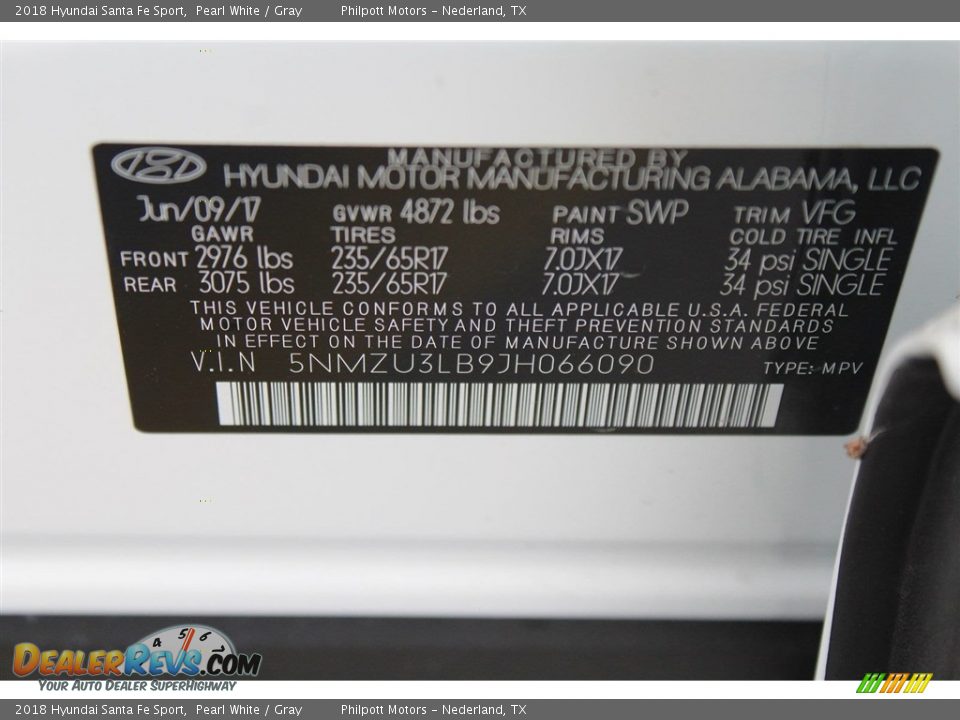 2018 Hyundai Santa Fe Sport, Pearl White / Gray Philpott Motors - Nederland, TX
MANUFACTURED BY
HYUNDAI MOTOR MANUFACTURING ALABAMA, LLC
Jun/09/17 GVWR 4872 lbs PAINT SWP TRIM VFG
GAWR TIRES RIMS COLD TIRE INFL
FRONT 2976 lbs 235/65R17 7.0JX17 34 psi SINGLE
REAR 3075 lbs 235/65R17 7.0JX17 34 psi SINGLE
THIS VEHICLE CONFORMS TO ALL APPLICABLE U.S.A. FEDERAL
MOTOR VEHICLE SAFETY AND THEFT PREVENTION STANDARDS
IN EFFECT ON THE DATE OF MANUFACTURE SHOWN ABOVE
V.I.N 5NMZU3LB9JH066090 TYPE: MPV
4 5 6 7
DEALERREVS.COM
YOUR AUTO DEALER SUPERHIGHWAY
2018 Hyundai Santa Fe Sport, Pearl White / Gray Philpott Motors - Nederland, TX